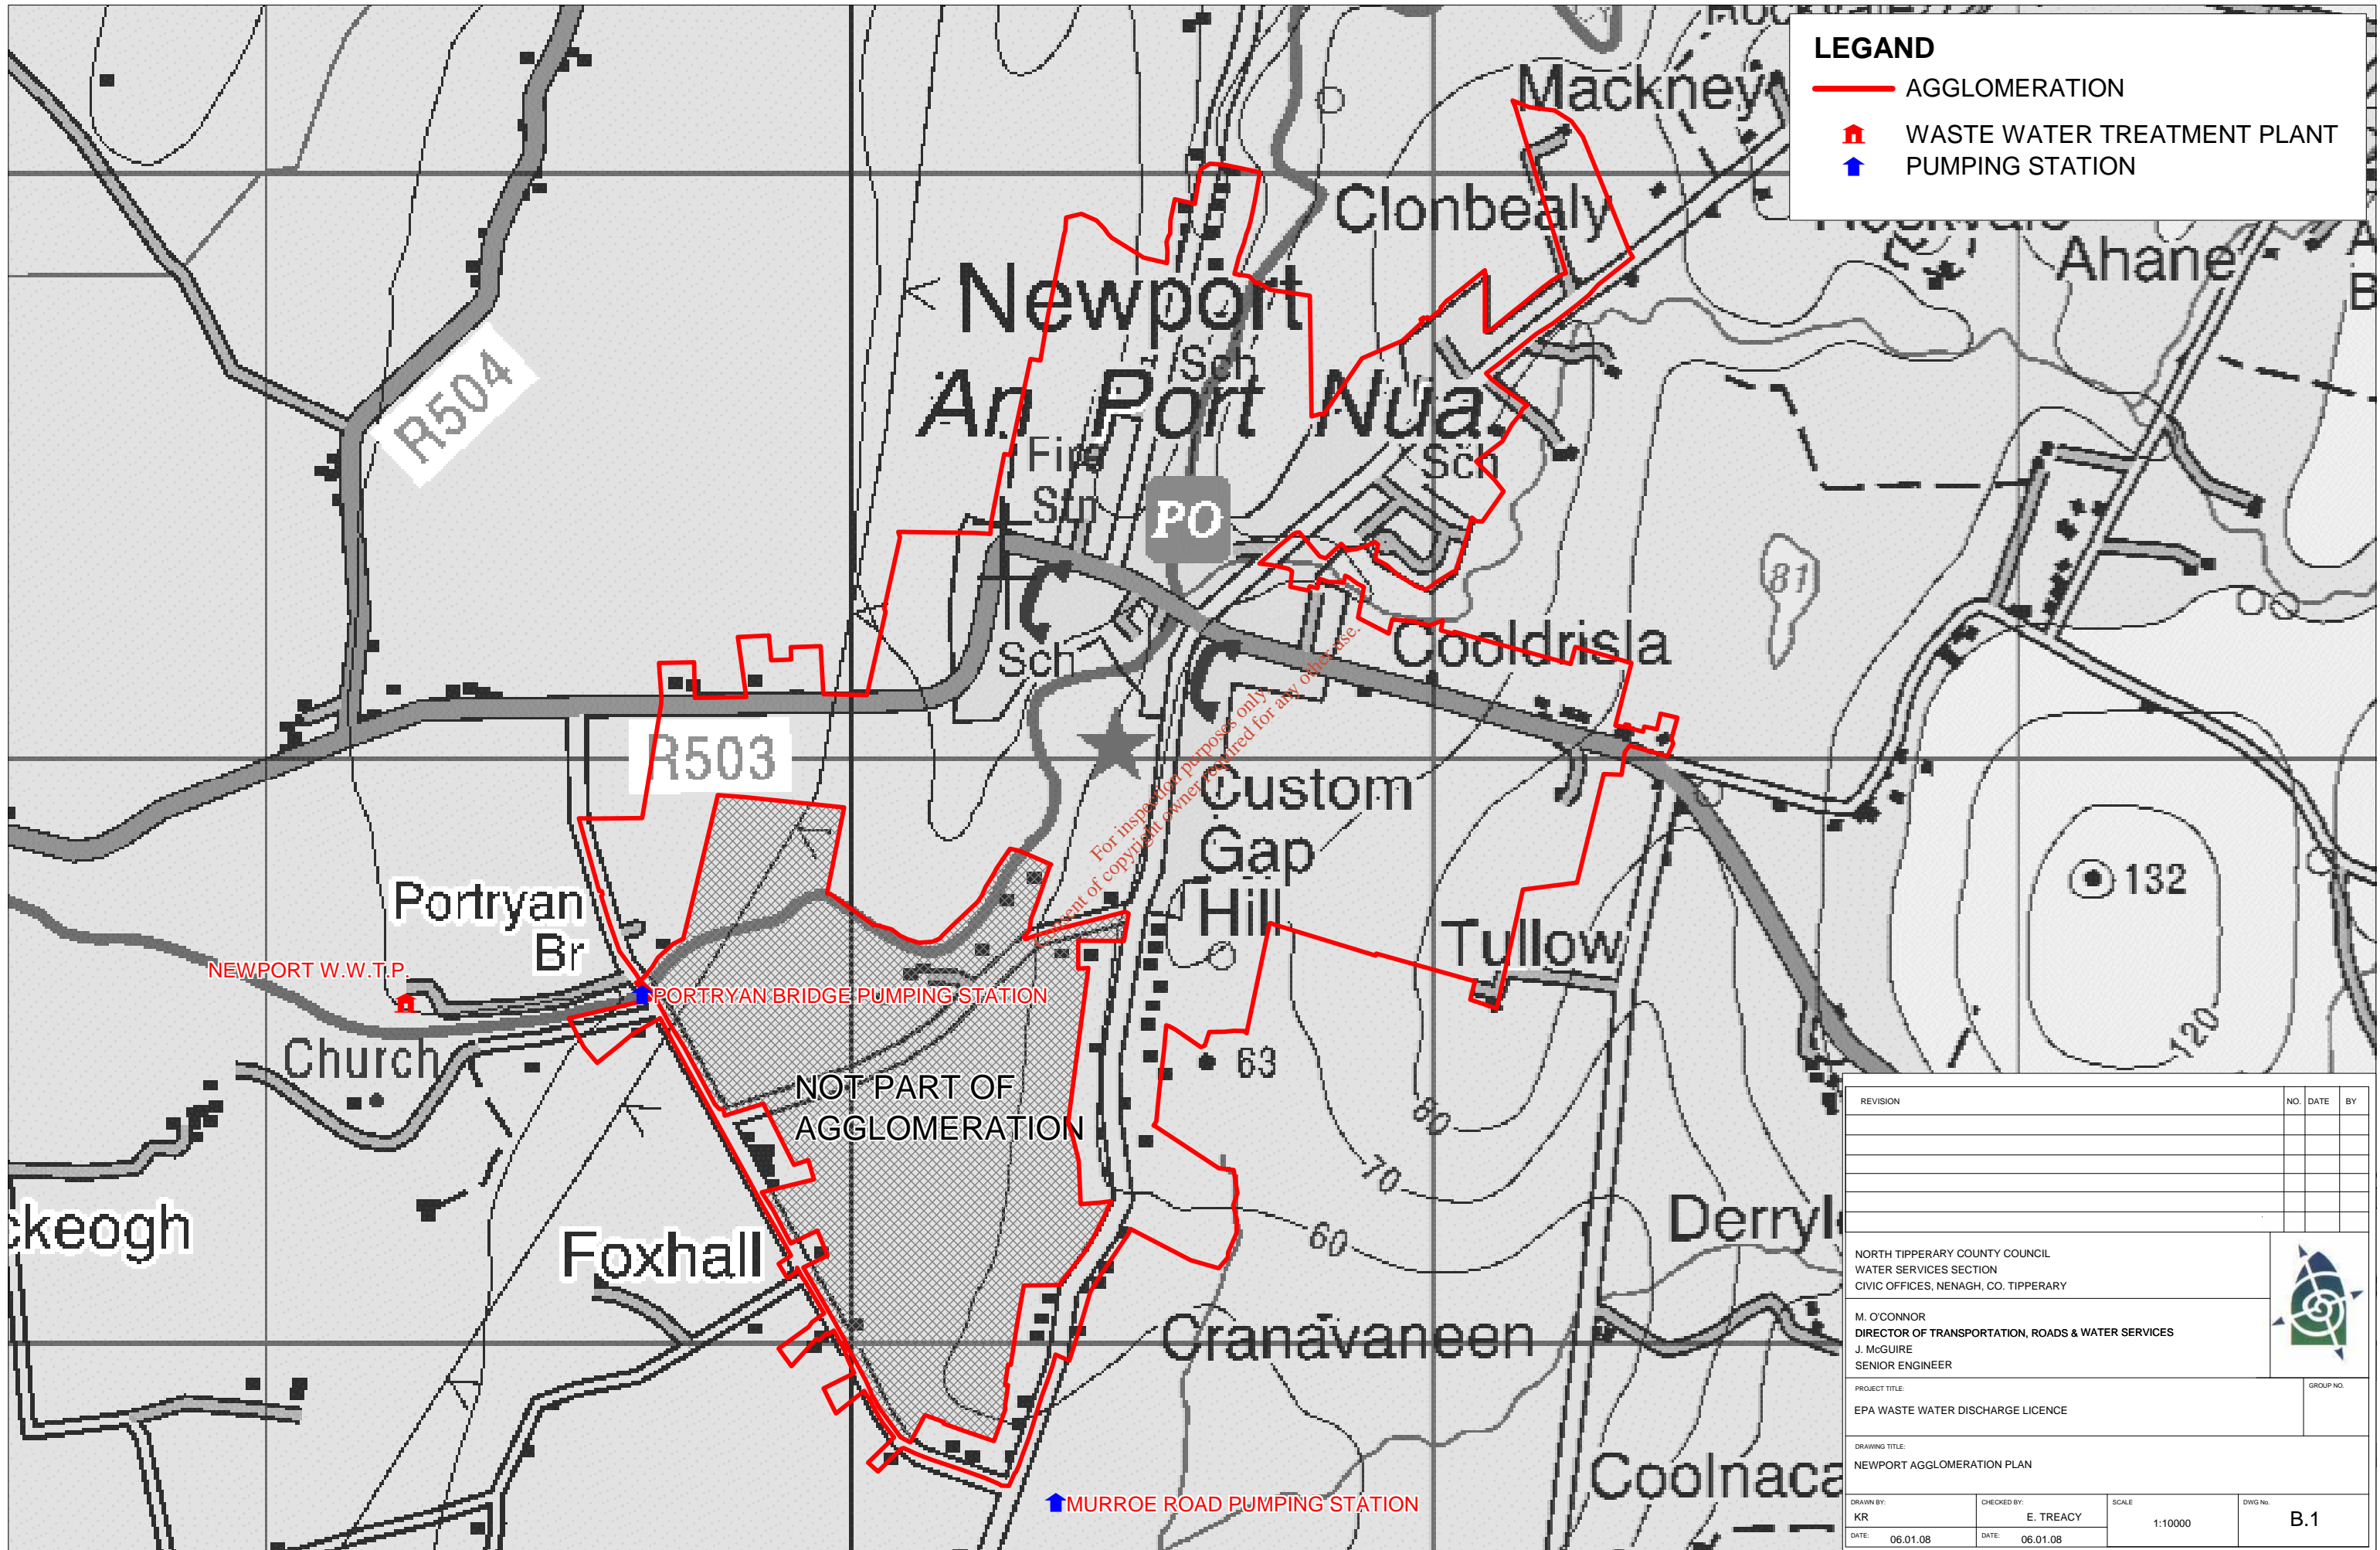 LEGAND
AGGLOMERATION
WASTE WATER TREATMENT PLANT
PUMPING STATION
Mackney
Clonbealy
Ahane
Newport
An Port Nua
Sch
R504
Fire
Stn
Sch
PO
81
Sch
Cooldrisla
R503
For inspection purposes only
of copyright owner required for any other use.
Custom
Gap
Hill
132
Portryan
Br
Tullow
NEWPORT W.W.T.P.
PORTRYAN BRIDGE PUMPING STATION
Church
63
120
NOT PART OF
AGGLOMERATION
80
70
ckeogh
60
Derryl
Foxhall
Cranavaneen
Coolnaca
MURROE ROAD PUMPING STATION
REVISION
NO. DATE BY
NORTH TIPPERARY COUNTY COUNCIL
WATER SERVICES SECTION
CIVIC OFFICES, NENAGH, CO. TIPPERARY
M. O'CONNOR
DIRECTOR OF TRANSPORTATION, ROADS & WATER SERVICES
J. McGUIRE
SENIOR ENGINEER
PROJECT TITLE:
GROUP NO.
EPA WASTE WATER DISCHARGE LICENCE
DRAWING TITLE:
NEWPORT AGGLOMERATION PLAN
DRAWN BY: CHECKED BY: SCALE DWG No.
KR E. TREACY 1:10000 B.1
DATE: 06.01.08 DATE: 06.01.08